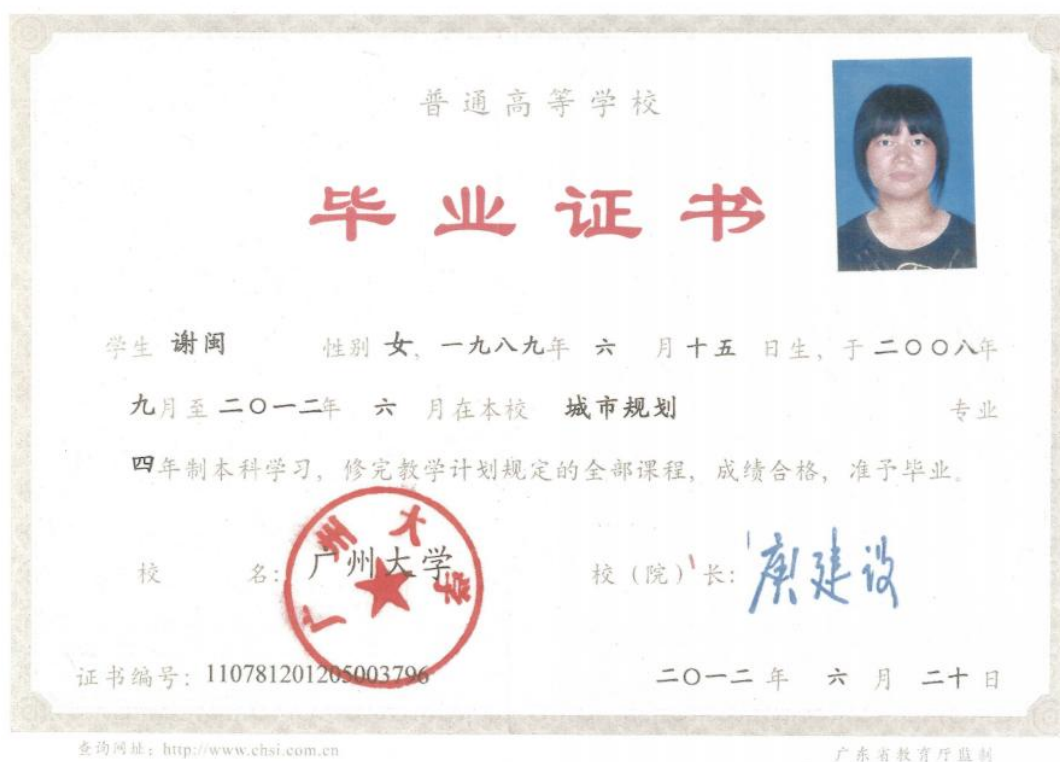 普通高等学校
毕业证书
学生 谢闽 性别 女，一九八九年 六 月十五 日生，于二〇〇八年
九月至二〇一二年 六 月在本校 城市规划 专业
四年制本科学习，修完教学计划规定的全部课程，成绩合格，准予毕业。
校 名：广州大学 校（院）长：庾建设
广州大学
证书编号：110781201205003796 二〇一二年 六 月 二十 日
查询网址：http://www.chsi.com.cn 广东省教育厅监制